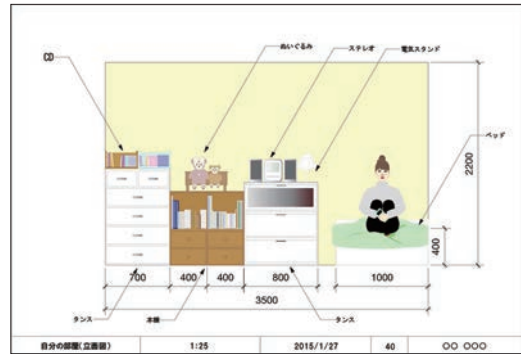 ぬいぐるみ
ステレオ
電気スタンド
CD
ベッド
2200
400
700
400
400
800
1000
3500
タンス
本棚
タンス
自分の部屋(立面図)
1:25
2015/1/27
40
○○ ○○○